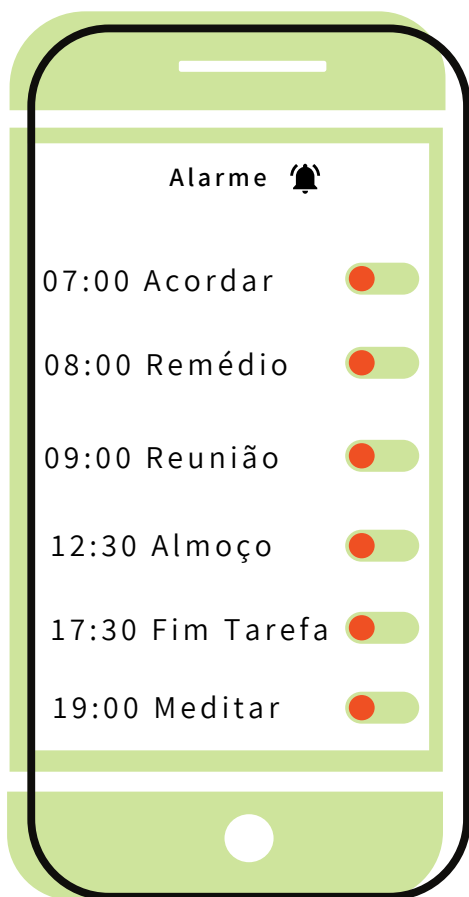 Alarme
07:00 Acordar
08:00 Remédio
09:00 Reunião
12:30 Almoço
17:30 Fim Tarefa
19:00 Meditar